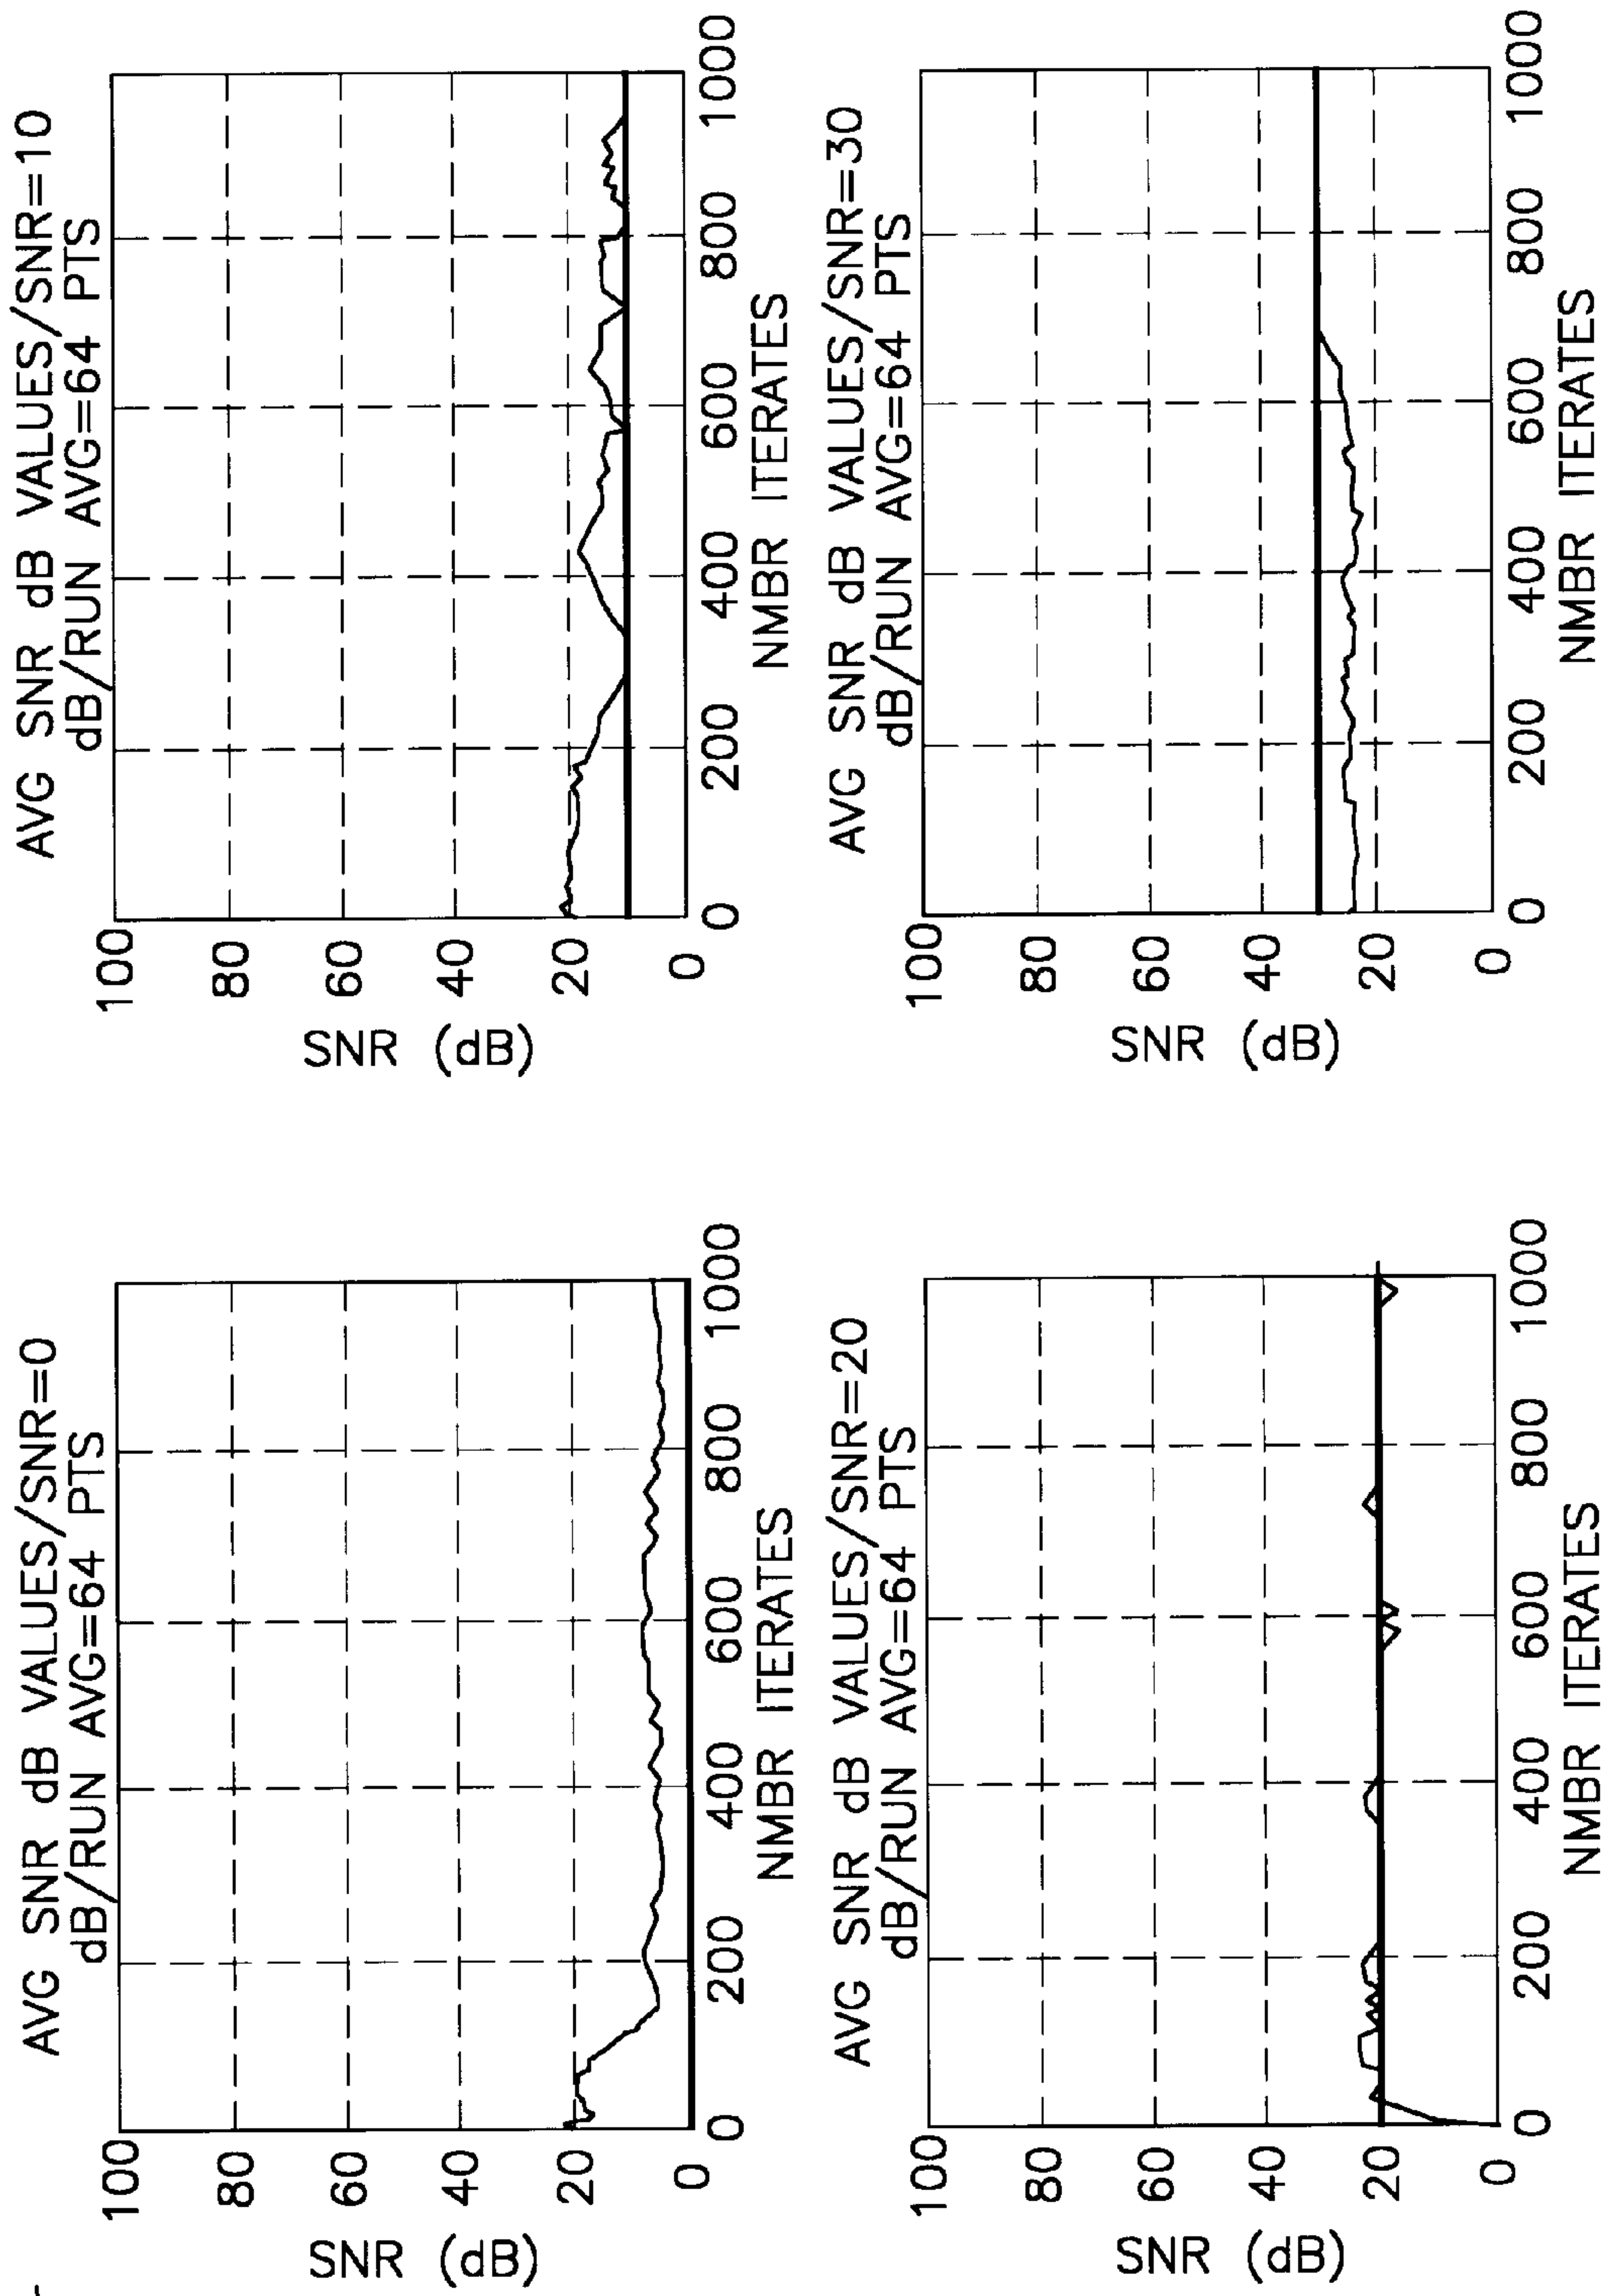 AVG SNR dB VALUES/SNR=0
dB/RUN AVG=64 PTS
100
80
60
40
20
0
SNR (dB)
0 200 400 600 800 1000
NMBR ITERATES
AVG SNR dB VALUES/SNR=10
dB/RUN AVG=64 PTS
100
80
60
40
20
0
SNR (dB)
0 200 400 600 800 1000
NMBR ITERATES
AVG SNR dB VALUES/SNR=20
dB/RUN AVG=64 PTS
100
80
60
40
20
0
SNR (dB)
0 200 400 600 800 1000
NMBR ITERATES
AVG SNR dB VALUES/SNR=30
dB/RUN AVG=64 PTS
100
80
60
40
20
0
SNR (dB)
0 200 400 600 800 1000
NMBR ITERATES